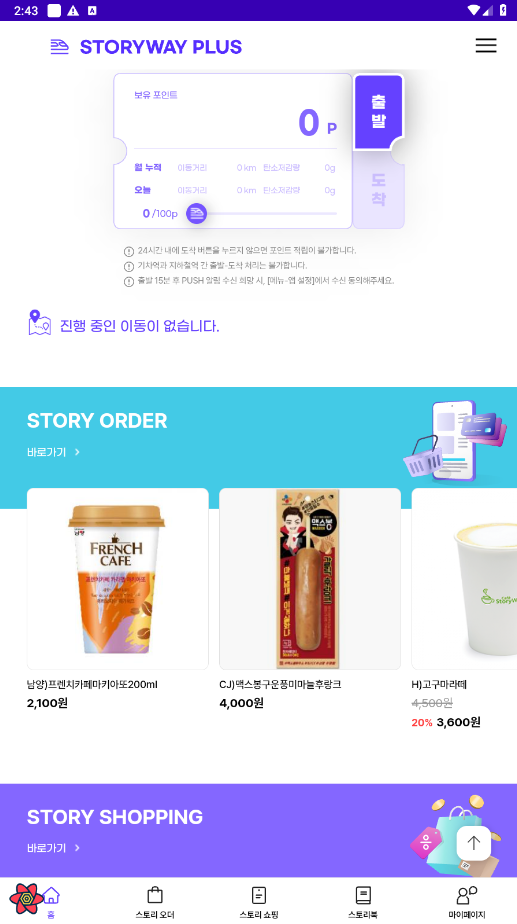 2:43
STORYWAY PLUS
보유 포인트
0 P
출발
월 누적 이동거리 0 km 탄소저감량 0g
오늘 이동거리 0 km 탄소저감량 0g
도착
0 /100p
24시간 내에 도착 버튼을 누르지 않으면 포인트 적립이 불가합니다.
기차역과 지하철역 간 출발-도착 처리는 불가합니다.
출발 15분 후 PUSH 알림 수신 희망 시, [메뉴-앱 설정]에서 수신 동의해주세요.
진행 중인 이동이 없습니다.
STORY ORDER
바로가기
남양
FRENCH
CAFE
맥스봉
Storyway
남양)프렌치카페마키아또200ml
2,100원
CJ)맥스봉구운풍미마늘후랑크
4,000원
H)고구마라떼
4,500원
20% 3,600원
STORY SHOPPING
바로가기
홈
스토리 오더
스토리 쇼핑
스토리북
마이페이지